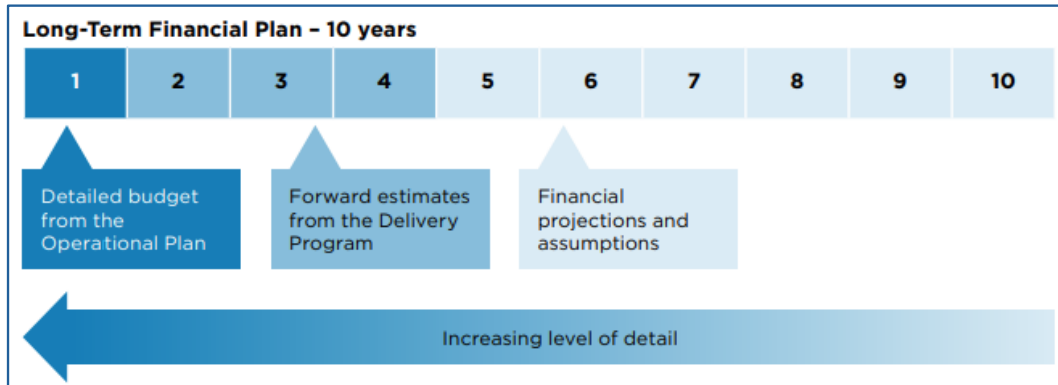 Long-Term Financial Plan – 10 years
1 2 3 4 5 6 7 8 9 10
Detailed budget
from the
Operational Plan
Forward estimates
from the Delivery
Program
Financial
projections and
assumptions
Increasing level of detail